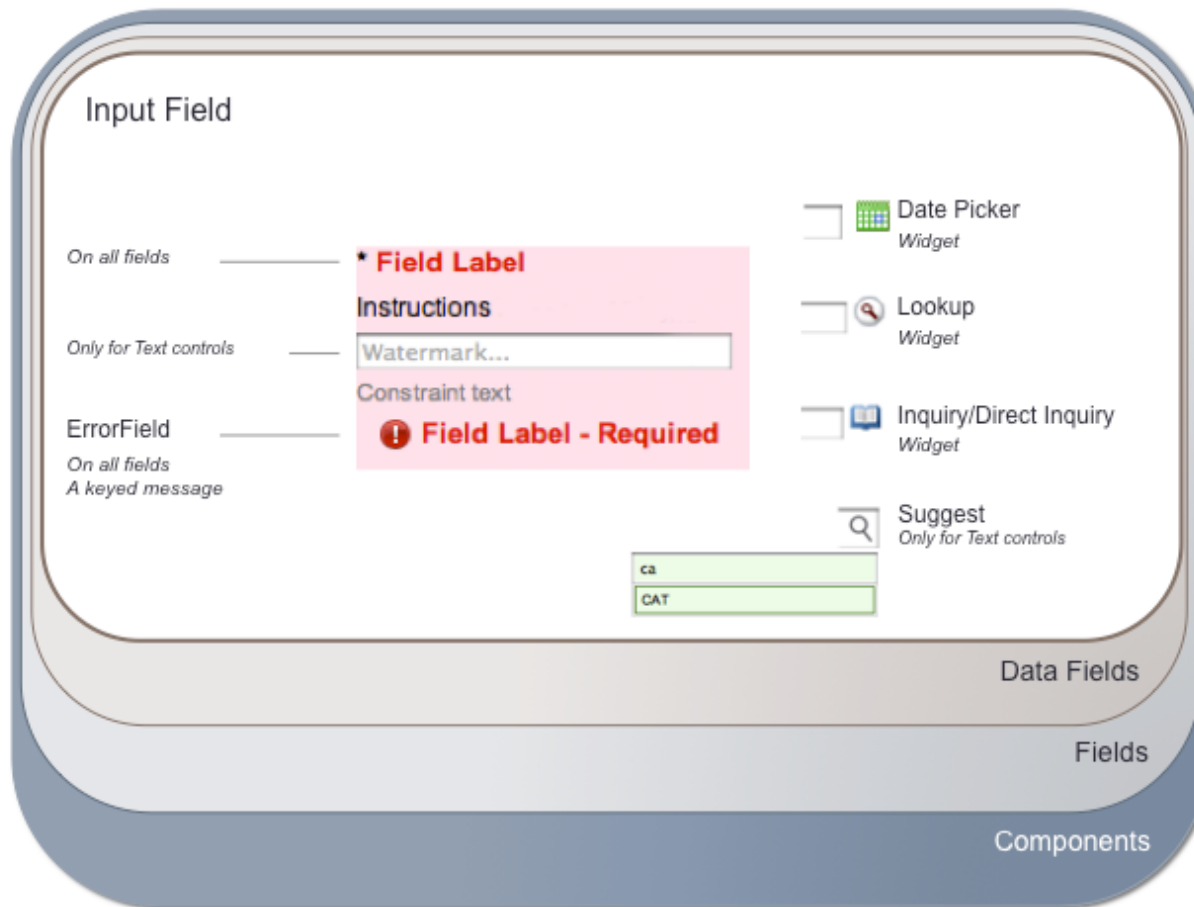 Input Field
On all fields
* Field Label
Instructions
Only for Text controls
Watermark...
Constraint text
ErrorField
On all fields
A keyed message
Field Label - Required
Date Picker
Widget
Lookup
Widget
Inquiry/Direct Inquiry
Widget
Suggest
Only for Text controls
ca
CAT
Data Fields
Fields
Components